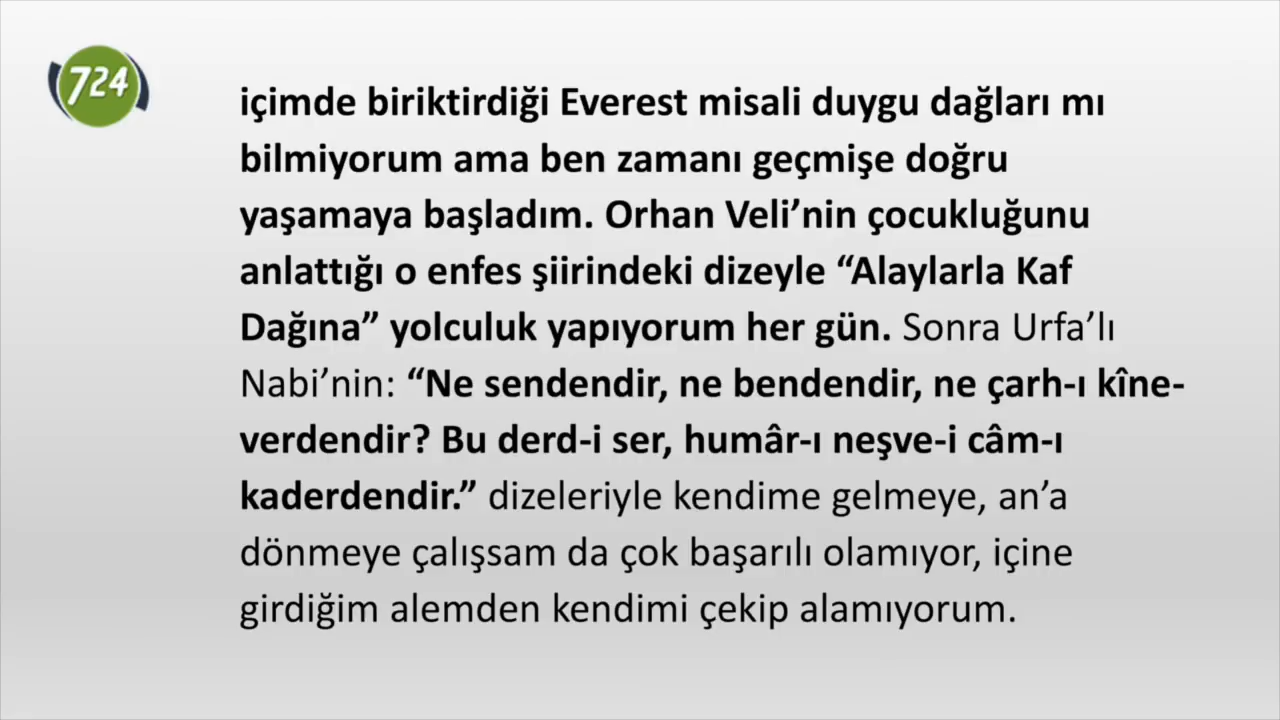 724
içimde biriktirdiği Everest misali duygu dağları mı
bilmiyorum ama ben zamanı geçmişe doğru
yaşamaya başladım. Orhan Veli’nin çocukluğunu
anlattığı o enfes şiirindeki dizeyle “Alaylarla Kaf
Dağına” yolculuk yapıyorum her gün. Sonra Urfa’lı
Nabi’nin: “Ne sendendir, ne bendendir, ne çarh-ı kîne-
verdendir? Bu derd-i ser, humâr-ı neşve-i câm-ı
kaderdendir.” dizeleriyle kendime gelmeye, an’a
dönmeye çalışsam da çok başarılı olamıyor, içine
girdiğim alemden kendimi çekip alamıyorum.